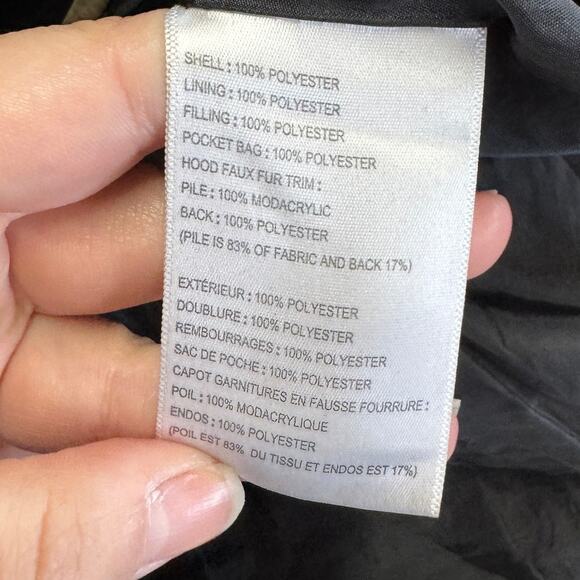 SHELL : 100% POLYESTER
LINING : 100% POLYESTER
FILLING : 100% POLYESTER
POCKET BAG : 100% POLYESTER
HOOD FAUX FUR TRIM :
PILE : 100% MODACRYLIC
BACK : 100% POLYESTER
(PILE IS 83% OF FABRIC AND BACK 17%)
EXTÉRIEUR : 100% POLYESTER
DOUBLURE : 100% POLYESTER
REMBOURRAGES : 100% POLYESTER
SAC DE POCHE : 100% POLYESTER
CAPOT GARNITURES EN FAUSSE FOURRURE :
POIL : 100% MODACRYLIQUE
ENDOS : 100% POLYESTER
(POIL EST 83% DU TISSU ET ENDOS EST 17%)